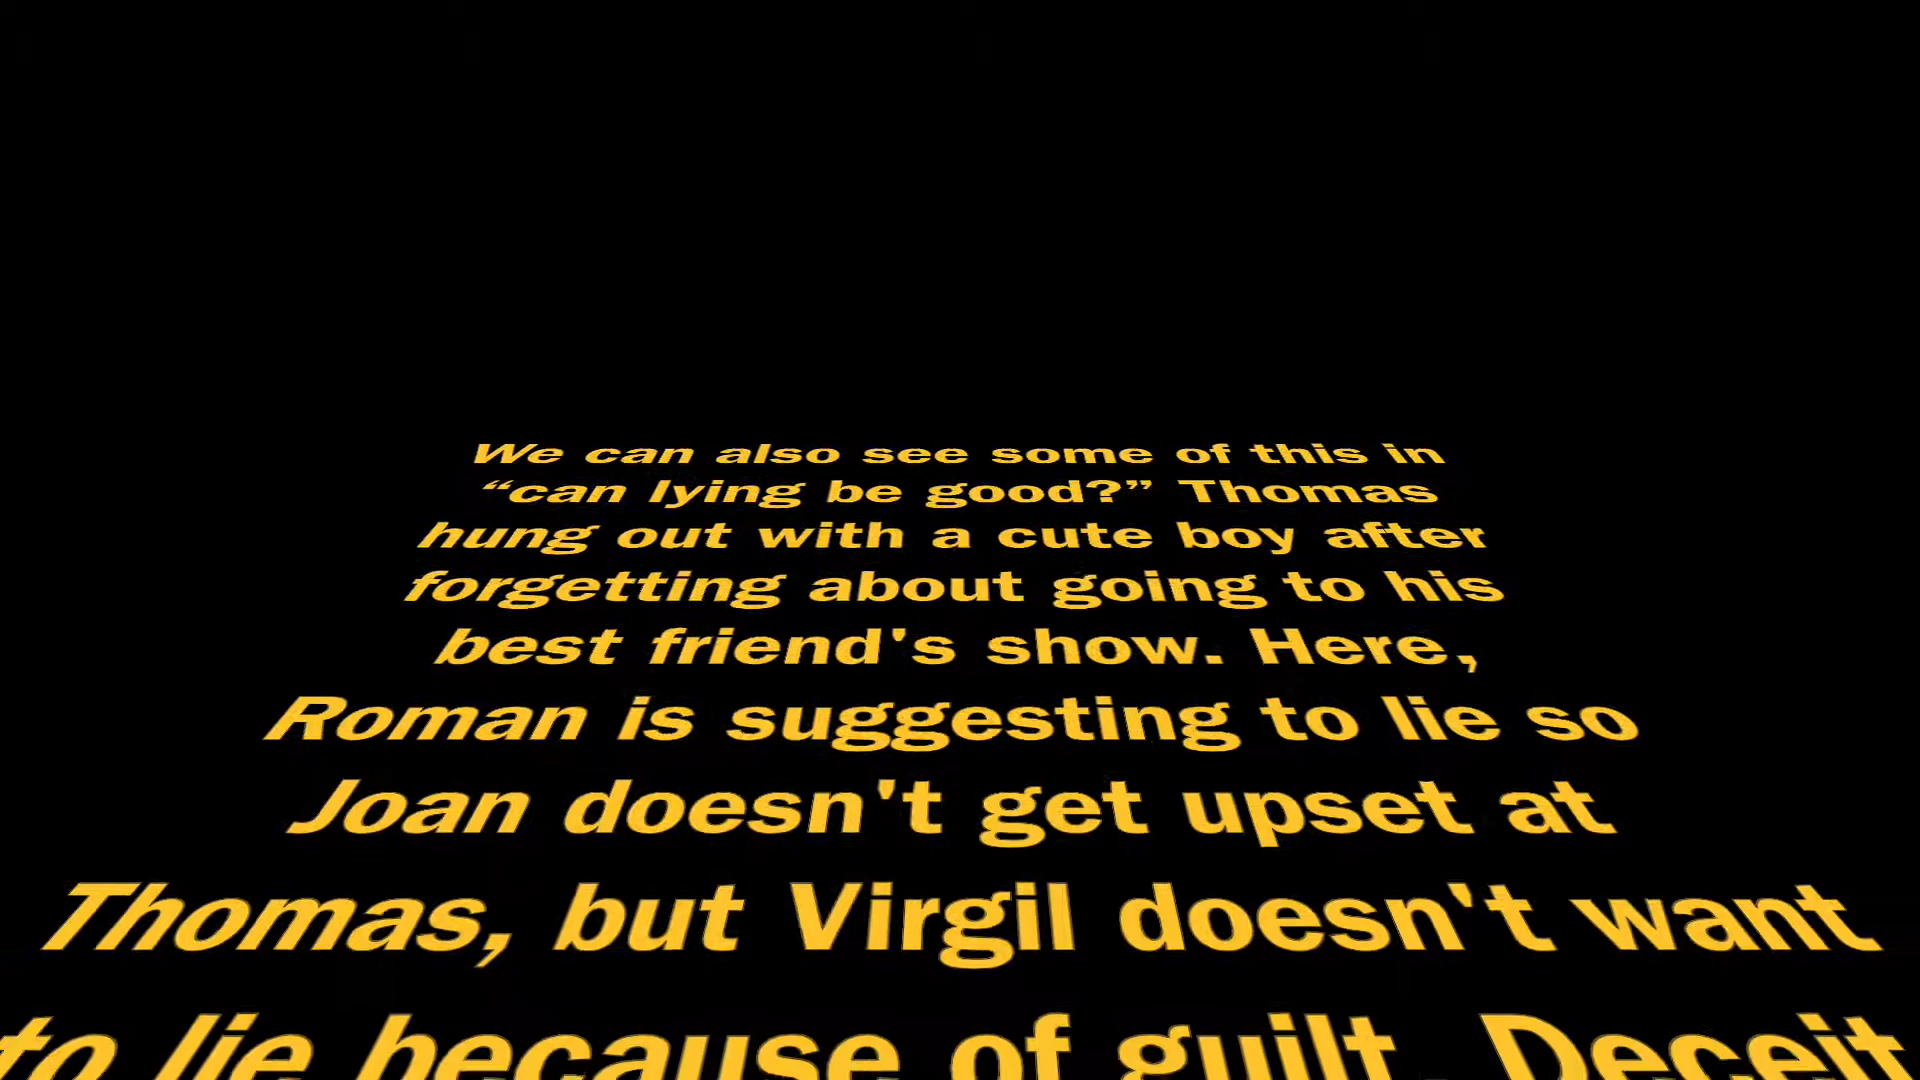 We can also see some of this in
“can lying be good?” Thomas
hung out with a cute boy after
forgetting about going to his
best friend's show. Here,
Roman is suggesting to lie so
Joan doesn't get upset at
Thomas, but Virgil doesn't want
to lie because of guilt. Deceit